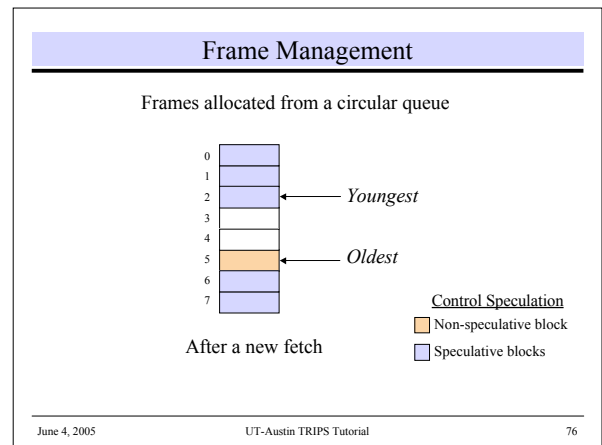 Frame Management
Frames allocated from a circular queue
0
1
2
Youngest
3
4
5
Oldest
6
7
Control Speculation
Non-speculative block
Speculative blocks
After a new fetch
June 4, 2005
UT-Austin TRIPS Tutorial
76